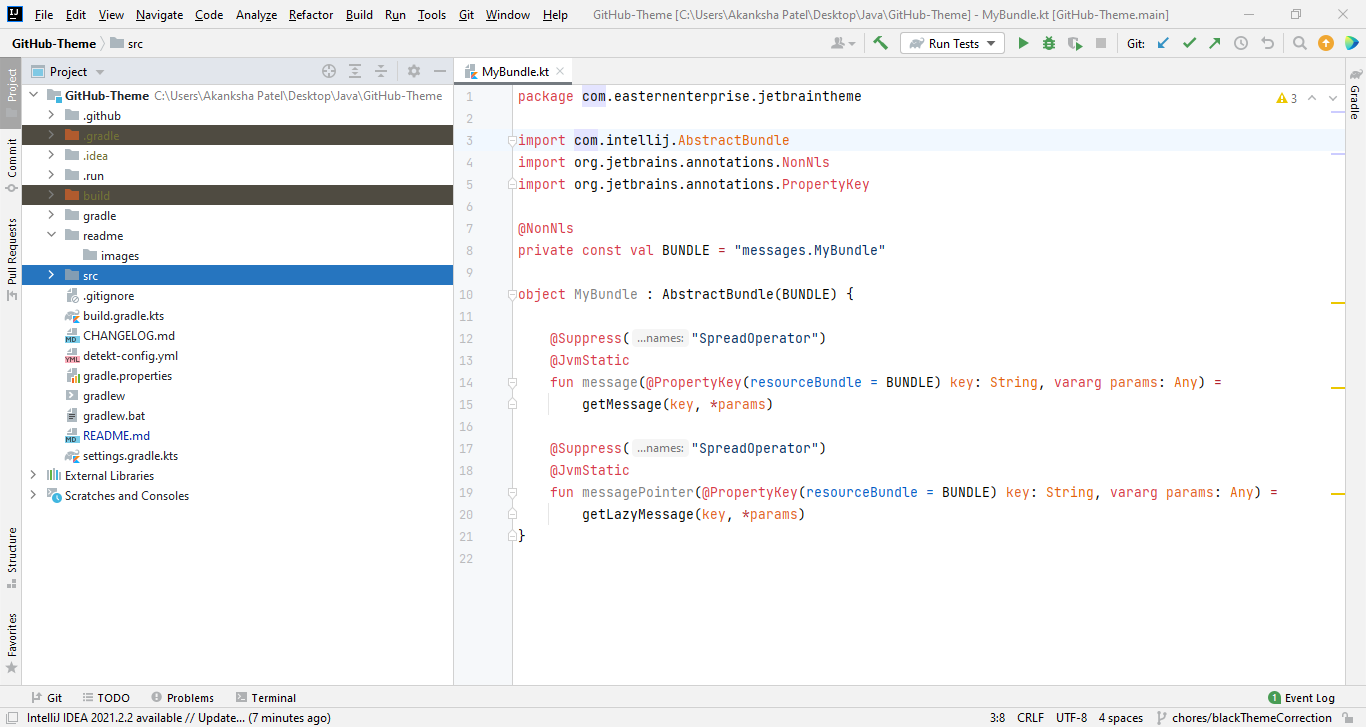 IJ File Edit View Navigate Code Analyze Refactor Build Run Tools Git Window Help GitHub-Theme [C:\Users\Akanksha Patel\Desktop\Java\GitHub-Theme] - MyBundle.kt [GitHub-Theme.main]
GitHub-Theme src Run Tests Git:
Project
MyBundle.kt
Project
Commit
Pull Requests
Structure
Favorites
GitHub-Theme C:\Users\Akanksha Patel\Desktop\Java\GitHub-Theme
.github
.gradle
.idea
.run
build
gradle
readme
images
src
.gitignore
build.gradle.kts
MD CHANGELOG.md
YML detekt-config.yml
gradle.properties
gradlew
gradlew.bat
MD README.md
settings.gradle.kts
External Libraries
Scratches and Consoles
1 package com.easternenterprise.jetbraintheme
2
3 import com.intellij.AbstractBundle
4 import org.jetbrains.annotations.NonNls
5 import org.jetbrains.annotations.PropertyKey
6
7 @NonNls
8 private const val BUNDLE = "messages.MyBundle"
9
10 object MyBundle : AbstractBundle(BUNDLE) {
11
12 @Suppress( ...names: "SpreadOperator")
13 @JvmStatic
14 fun message(@PropertyKey(resourceBundle = BUNDLE) key: String, vararg params: Any) =
15 getMessage(key, *params)
16
17 @Suppress( ...names: "SpreadOperator")
18 @JvmStatic
19 fun messagePointer(@PropertyKey(resourceBundle = BUNDLE) key: String, vararg params: Any) =
20 getLazyMessage(key, *params)
21 }
22
3
Gradle
Git TODO Problems Terminal 1 Event Log
IntelliJ IDEA 2021.2.2 available // Update... (7 minutes ago) 3:8 CRLF UTF-8 4 spaces chores/blackThemeCorrection